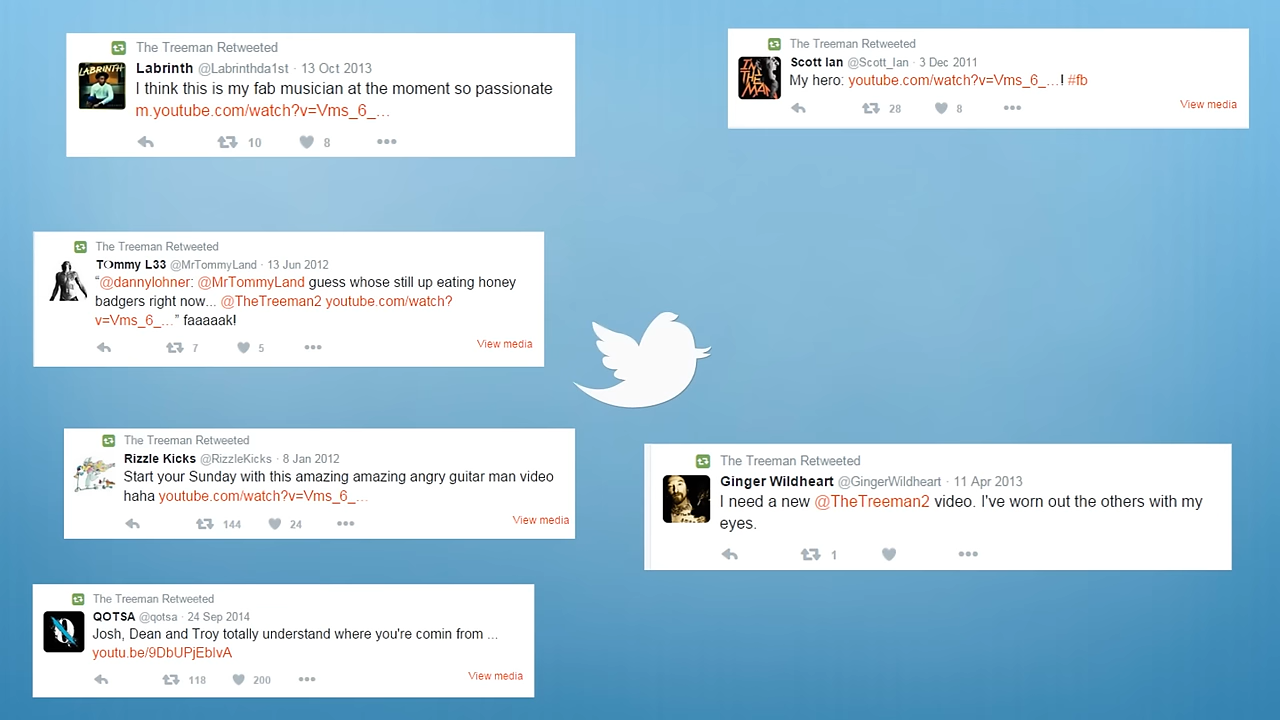 The Treeman Retweeted
Labrinth @Labrinthda1st · 13 Oct 2013
I think this is my fab musician at the moment so passionate
m.youtube.com/watch?v=Vms_6_...
10 8
The Treeman Retweeted
Scott Ian @Scott_Ian · 3 Dec 2011
My hero: youtube.com/watch?v=Vms_6_...! #fb
28 8
View media
The Treeman Retweeted
Tommy L33 @MrTommyLand · 13 Jun 2012
"@dannylohner: @MrTommyLand guess whose still up eating honey
badgers right now... @TheTreeman2 youtube.com/watch?
v=Vms_6_..." faaaaak!
7 5
View media
The Treeman Retweeted
Rizzle Kicks @RizzleKicks · 8 Jan 2012
Start your Sunday with this amazing amazing angry guitar man video
haha youtube.com/watch?v=Vms_6_...
144 24
View media
The Treeman Retweeted
Ginger Wildheart @GingerWildheart · 11 Apr 2013
I need a new @TheTreeman2 video. I've worn out the others with my
eyes.
1
The Treeman Retweeted
QOTSA @qotsa · 24 Sep 2014
Josh, Dean and Troy totally understand where you're comin from ...
youtu.be/9DbUPjEblvA
118 200
View media